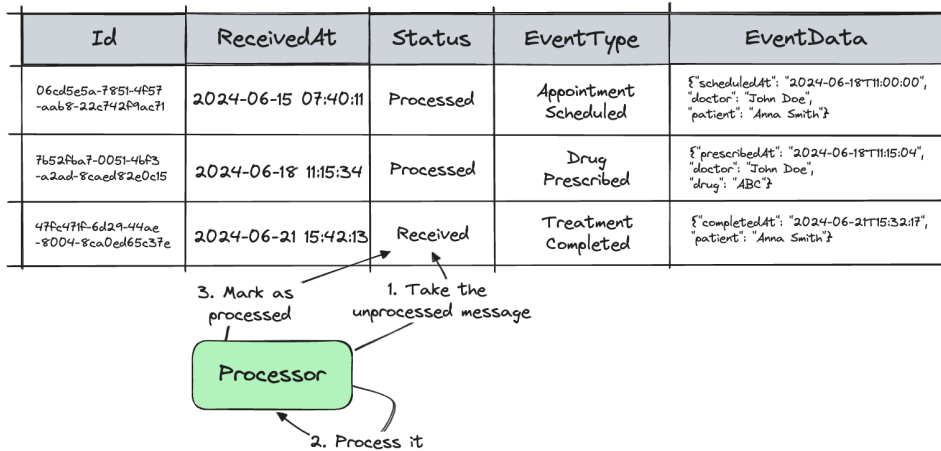 Id ReceivedAt Status EventType EventData
06cd5e5a-7851-4f57
-aab8-22c742f9ac71
2024-06-15 07:40:11
Processed
Appointment
Scheduled
{"scheduledAt": "2024-06-18T11:00:00",
"doctor": "John Doe",
"patient": "Anna Smith"}
7b52fba7-0051-4bf3
-a2ad-8caed82e0c15
2024-06-18 11:15:34
Processed
Drug
Prescribed
{"prescribedAt": "2024-06-18T11:15:04",
"doctor": "John Doe",
"drug": "ABC"}
47fc471f-6d29-44ae
-8004-8ca0ed65c37e
2024-06-21 15:42:13
Received
Treatment
Completed
{"completedAt": "2024-06-21T15:32:17",
"patient": "Anna Smith"}
3. Mark as
processed
1. Take the
unprocessed message
Processor
2. Process it